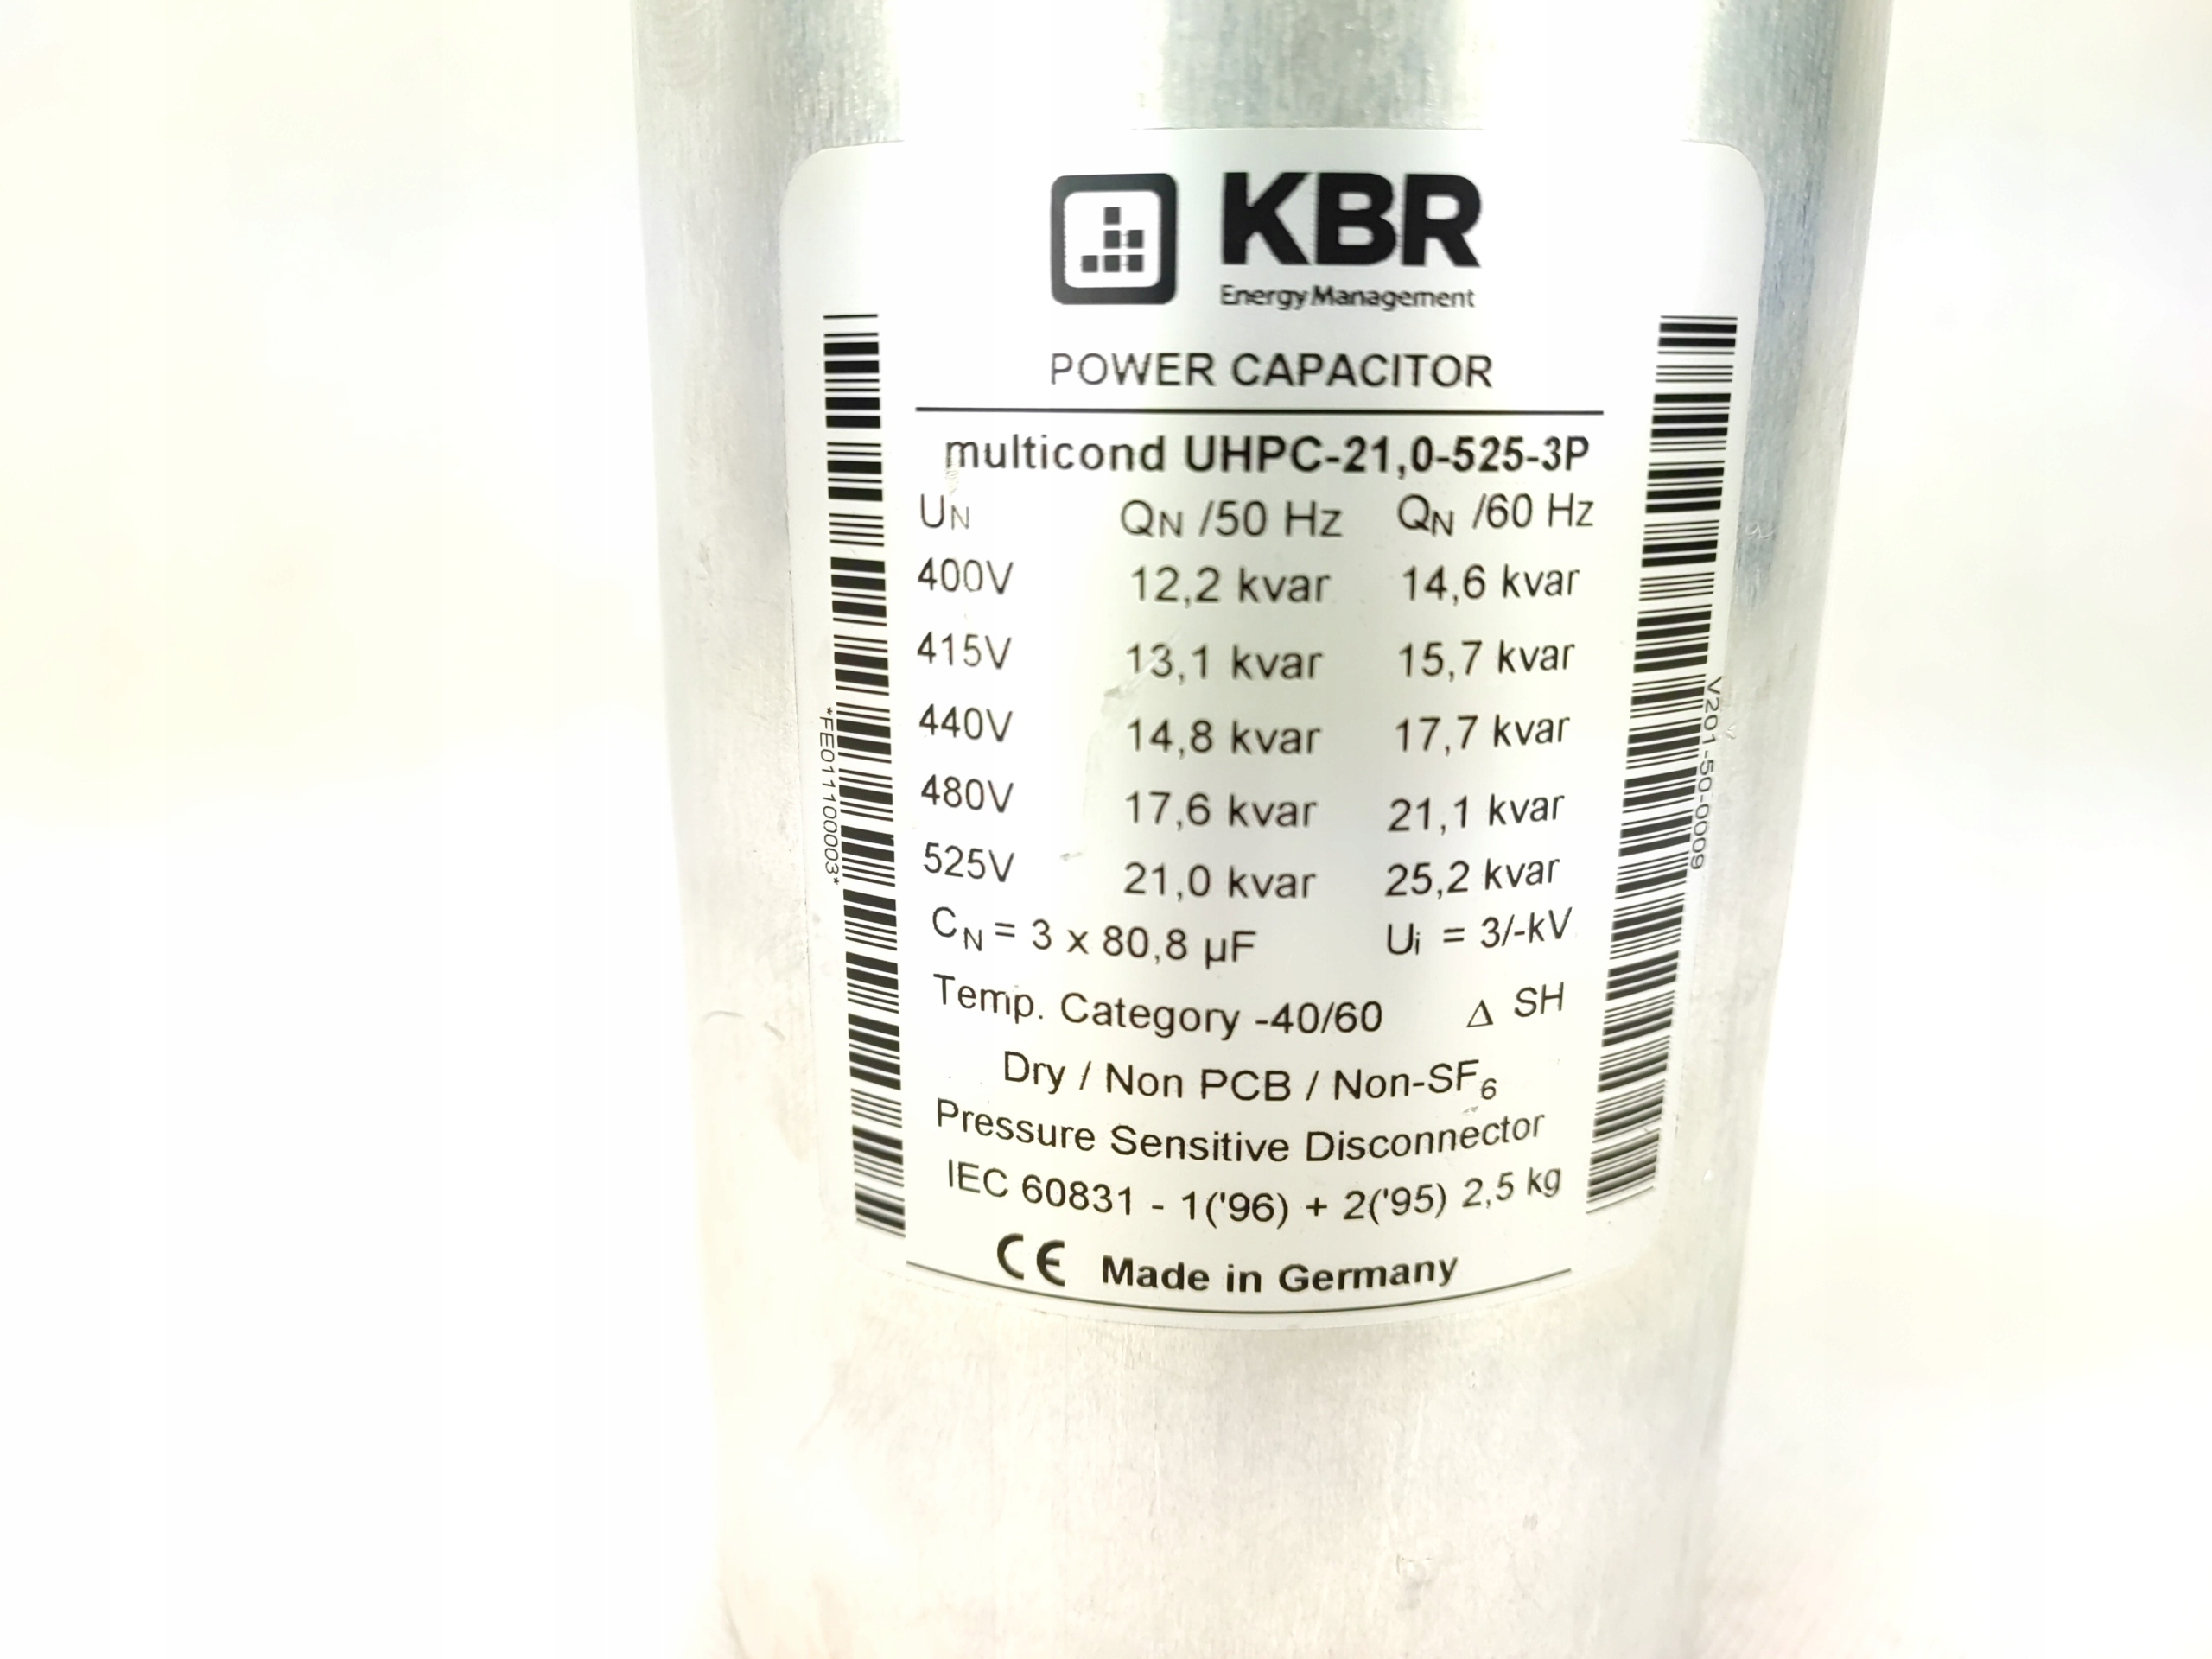 KBR
Energy Management
POWER CAPACITOR
multicond UHPC-21,0-525-3P
UN QN /50 Hz QN /60 Hz
400V 12,2 kvar 14,6 kvar
415V 13,1 kvar 15,7 kvar
440V 14,8 kvar 17,7 kvar
480V 17,6 kvar 21,1 kvar
525V 21,0 kvar 25,2 kvar
CN = 3 x 80,8 µF Ui = 3/-kV
Temp. Category -40/60 Δ SH
Dry / Non PCB / Non-SF6
Pressure Sensitive Disconnector
IEC 60831 - 1('96) + 2('95) 2,5 kg
CE Made in Germany
*FE011100003*
V201-50-0009